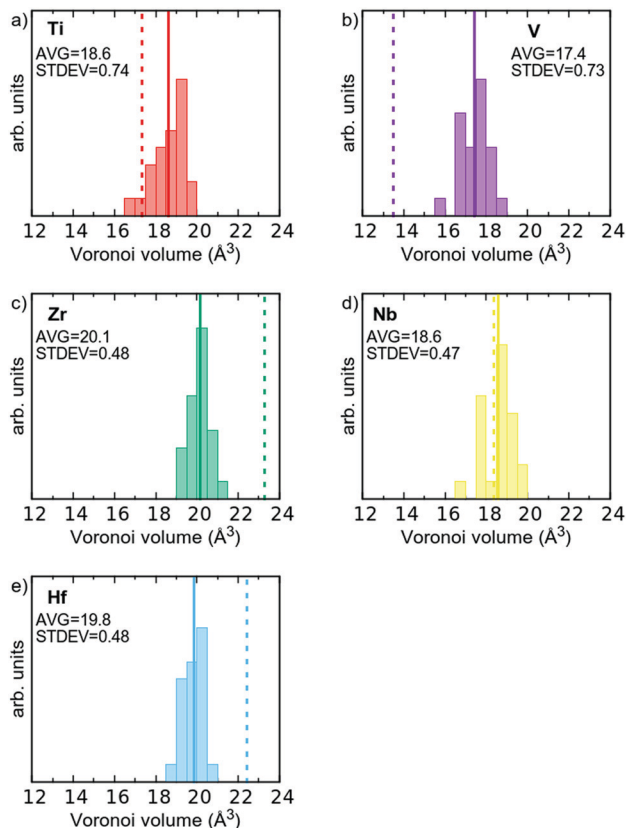 a)
Ti
AVG=18.6
STDEV=0.74
arb. units
12 14 16 18 20 22 24
Voronoi volume (Å³)
b)
V
AVG=17.4
STDEV=0.73
arb. units
12 14 16 18 20 22 24
Voronoi volume (Å³)
c)
Zr
AVG=20.1
STDEV=0.48
arb. units
12 14 16 18 20 22 24
Voronoi volume (Å³)
d)
Nb
AVG=18.6
STDEV=0.47
arb. units
12 14 16 18 20 22 24
Voronoi volume (Å³)
e)
Hf
AVG=19.8
STDEV=0.48
arb. units
12 14 16 18 20 22 24
Voronoi volume (Å³)